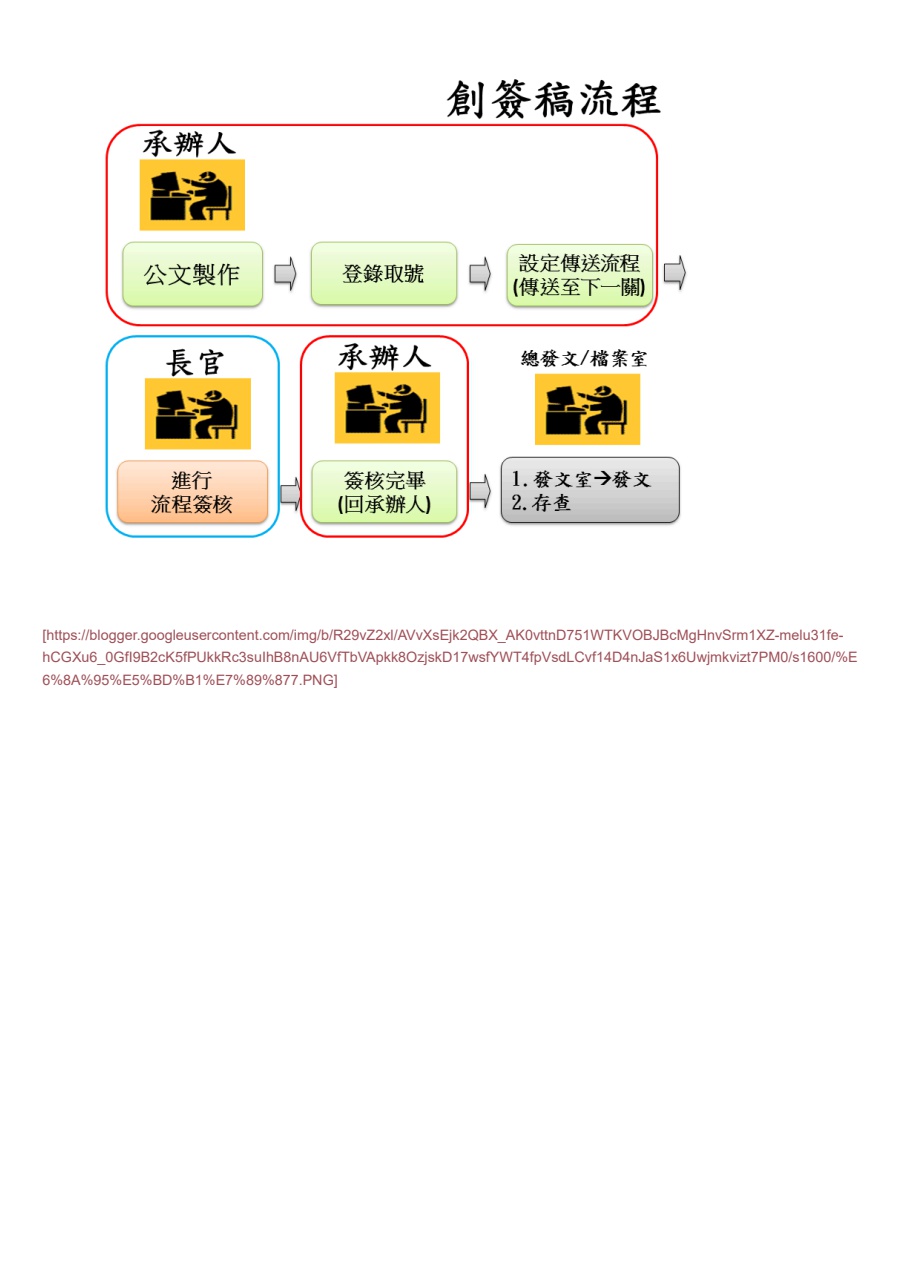 創簽稿流程
承辦人
公文製作
登錄取號
設定傳送流程
(傳送至下一關)
長官
進行
流程簽核
承辦人
簽核完畢
(回承辦人)
總發文/檔案室
1.發文室→發文
2.存查
[https://blogger.googleusercontent.com/img/b/R29vZ2xl/AVvXsEjk2QBX_AK0vttnD751WTKVOBJBcMgHnvSrm1XZ-melu31fe-
hCGXu6_0GfI9B2cK5fPUkkRc3suIhB8nAU6VfTbVApkk8OzjskD17wsfYWT4fpVsdLCvf14D4nJaS1x6Uwjmkvizt7PM0/s1600/%E
6%8A%95%E5%BD%B1%E7%89%877.PNG]